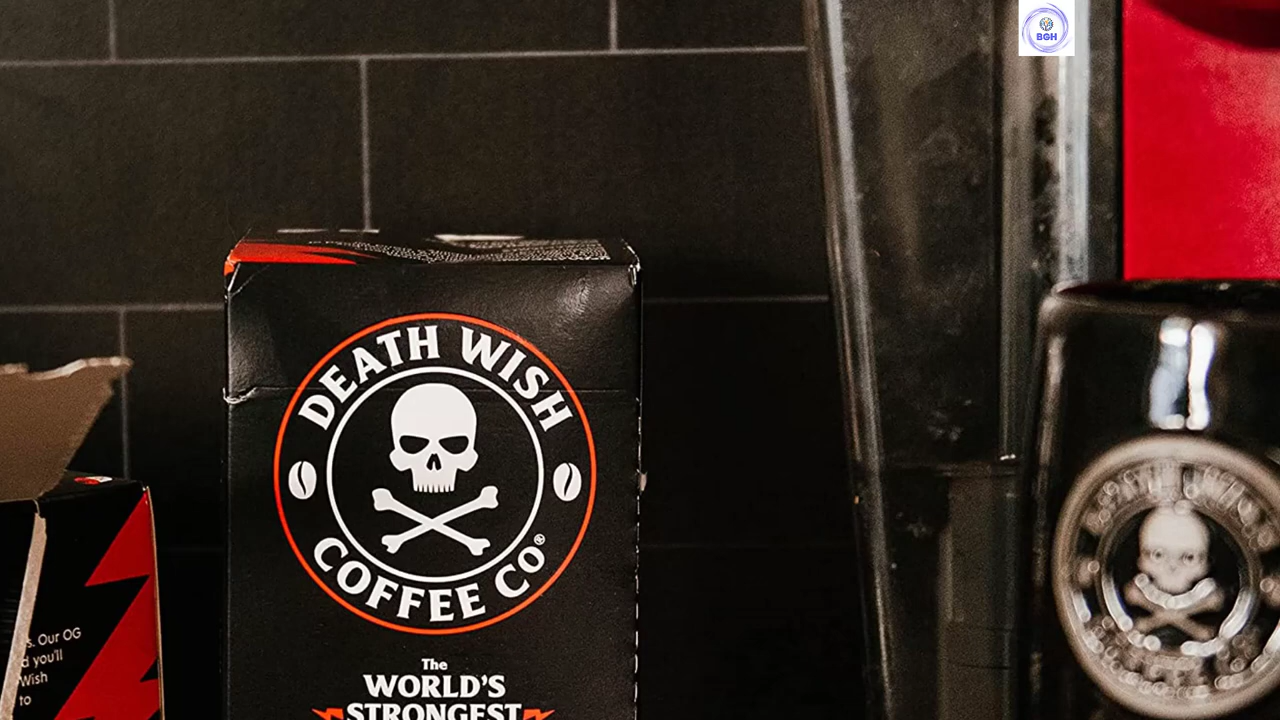 BGH
DEATH WISH
COFFEE CO®
The
WORLD'S
STRONGEST
s. Our OG
d you'll
Wish
to